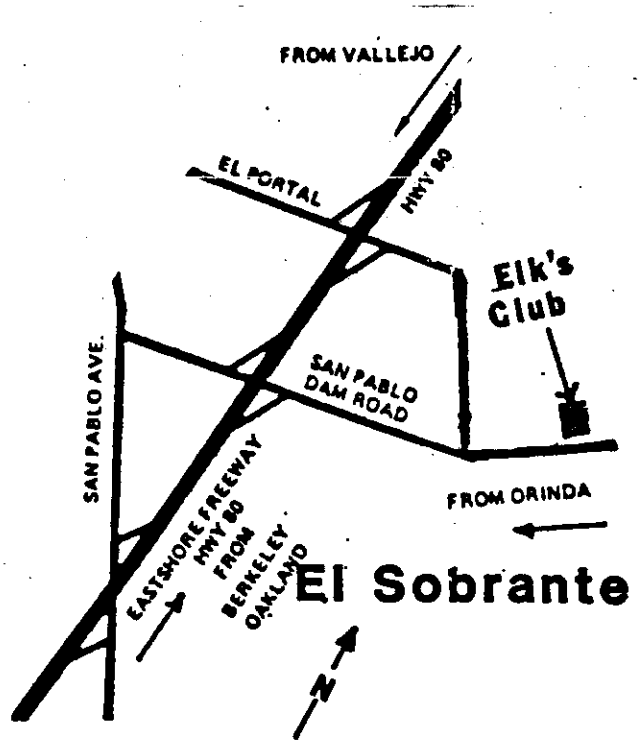 FROM VALLEJO
EL PORTAL
HWY 80
Elk's
Club
SAN PABLO AVE.
SAN PABLO
DAM ROAD
FROM ORINDA
EASTSHORE FREEWAY
HWY 80
FROM
BERKELEY
OAKLAND
El Sobrante
N